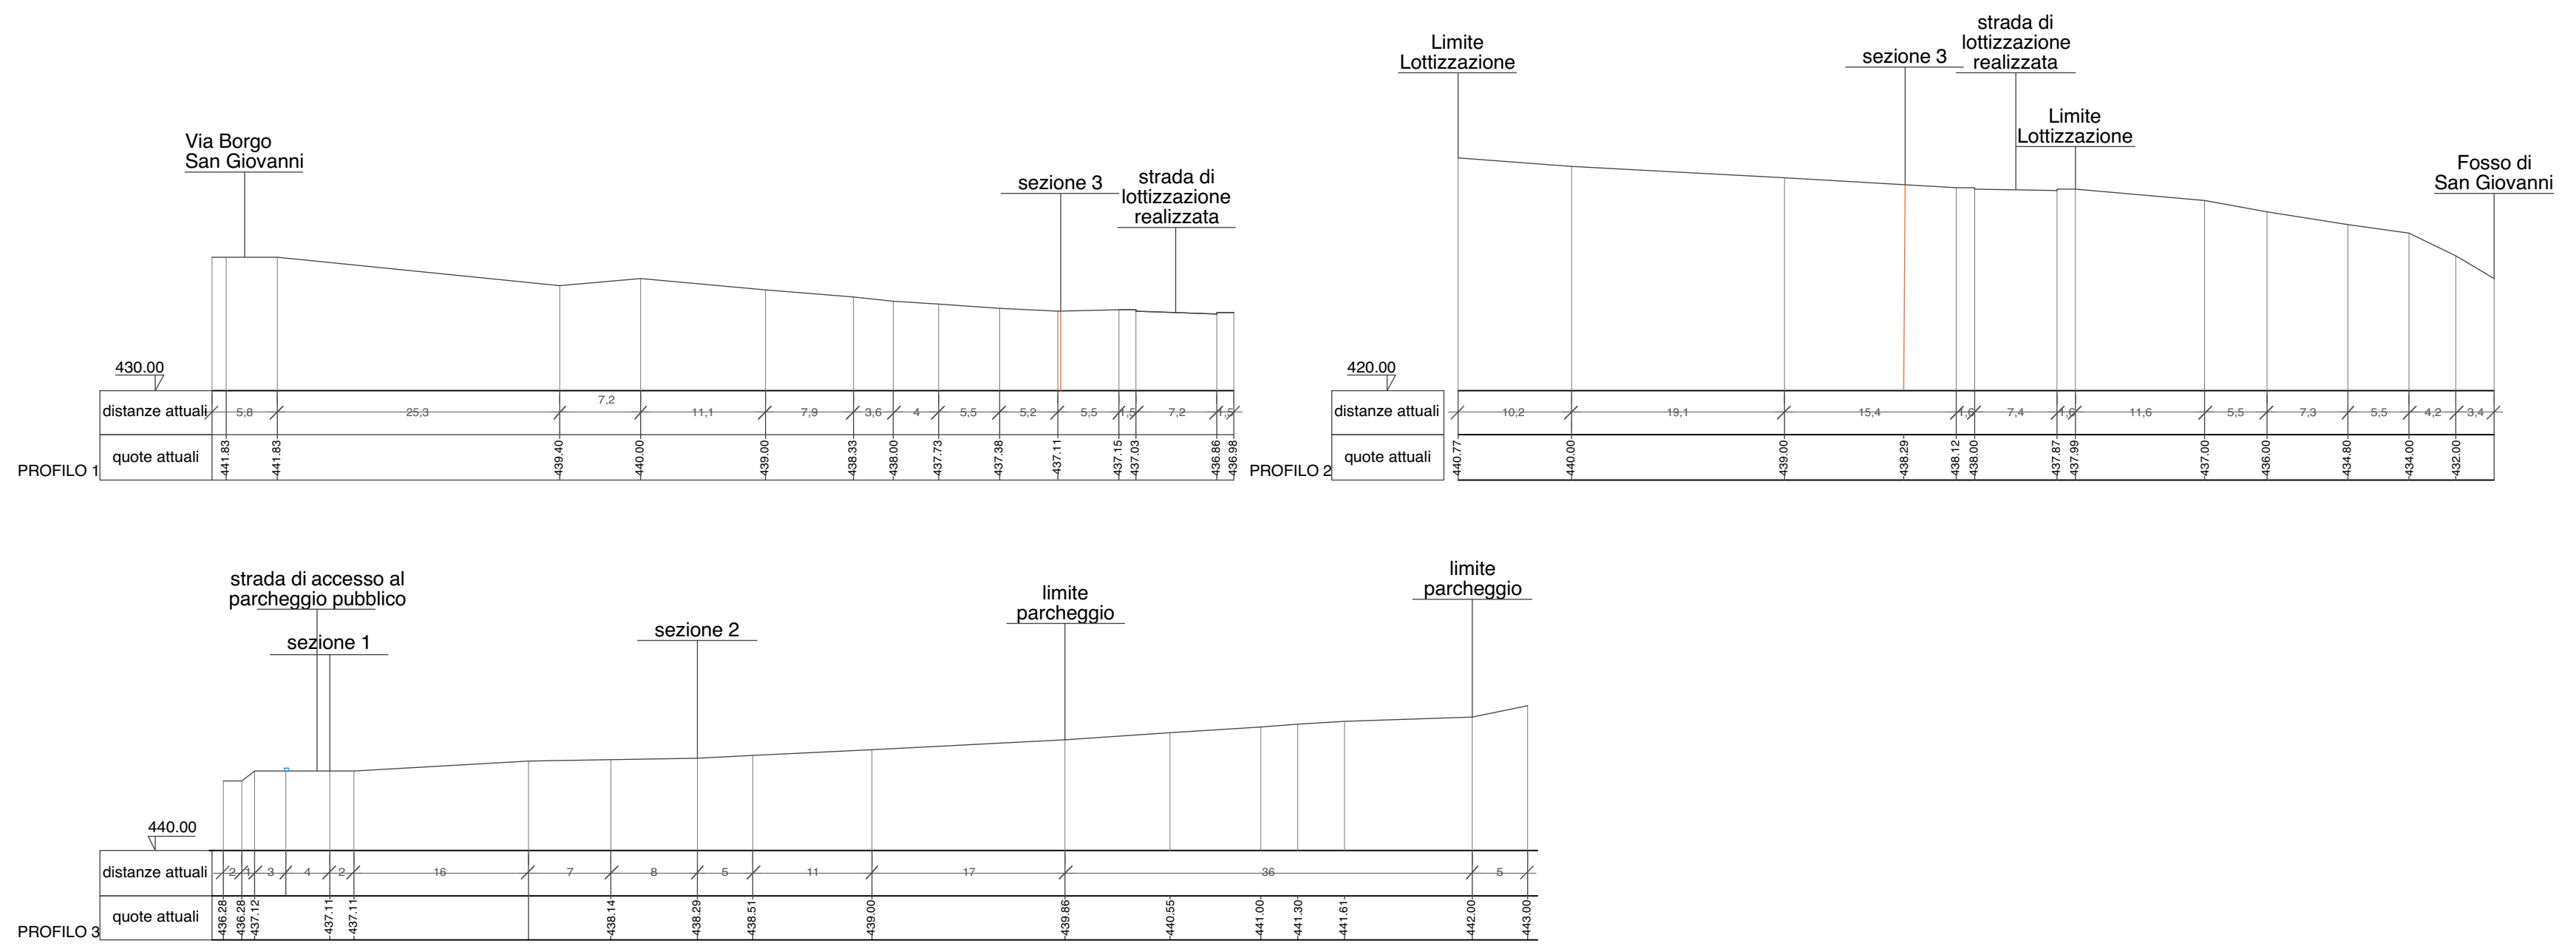 Via Borgo
San Giovanni
sezione 3
strada di
lottizzazione
realizzata
430.00
distanze attuali
5,8 25,3 7,2 11,1 7,9 3,6 4 5,5 5,2 5,5 1,5 7,2 1,5
quote attuali
441.83 441.83 439.40 440.00 439.00 438.33 438.00 437.73 437.38 437.11 437.15 437.03 436.86 436.98
PROFILO 1
Limite
Lottizzazione
sezione 3
strada di
lottizzazione
realizzata
Limite
Lottizzazione
Fosso di
San Giovanni
420.00
distanze attuali
10,2 19,1 15,4 1,6 7,4 1,6 11,6 5,5 7,3 5,5 4,2 3,4
quote attuali
440.77 440.00 439.00 438.29 438.12 438.00 437.87 437.99 437.00 436.00 434.80 434.00 432.00
PROFILO 2
strada di accesso al
parcheggio pubblico
sezione 1
sezione 2
limite
parcheggio
limite
parcheggio
440.00
distanze attuali
2 1 3 4 2 16 7 8 5 11 17 36 5
quote attuali
436.28 436.28 437.12 437.11 437.11 438.14 438.29 438.51 439.00 439.86 440.55 441.00 441.30 441.61 442.00 443.00
PROFILO 3